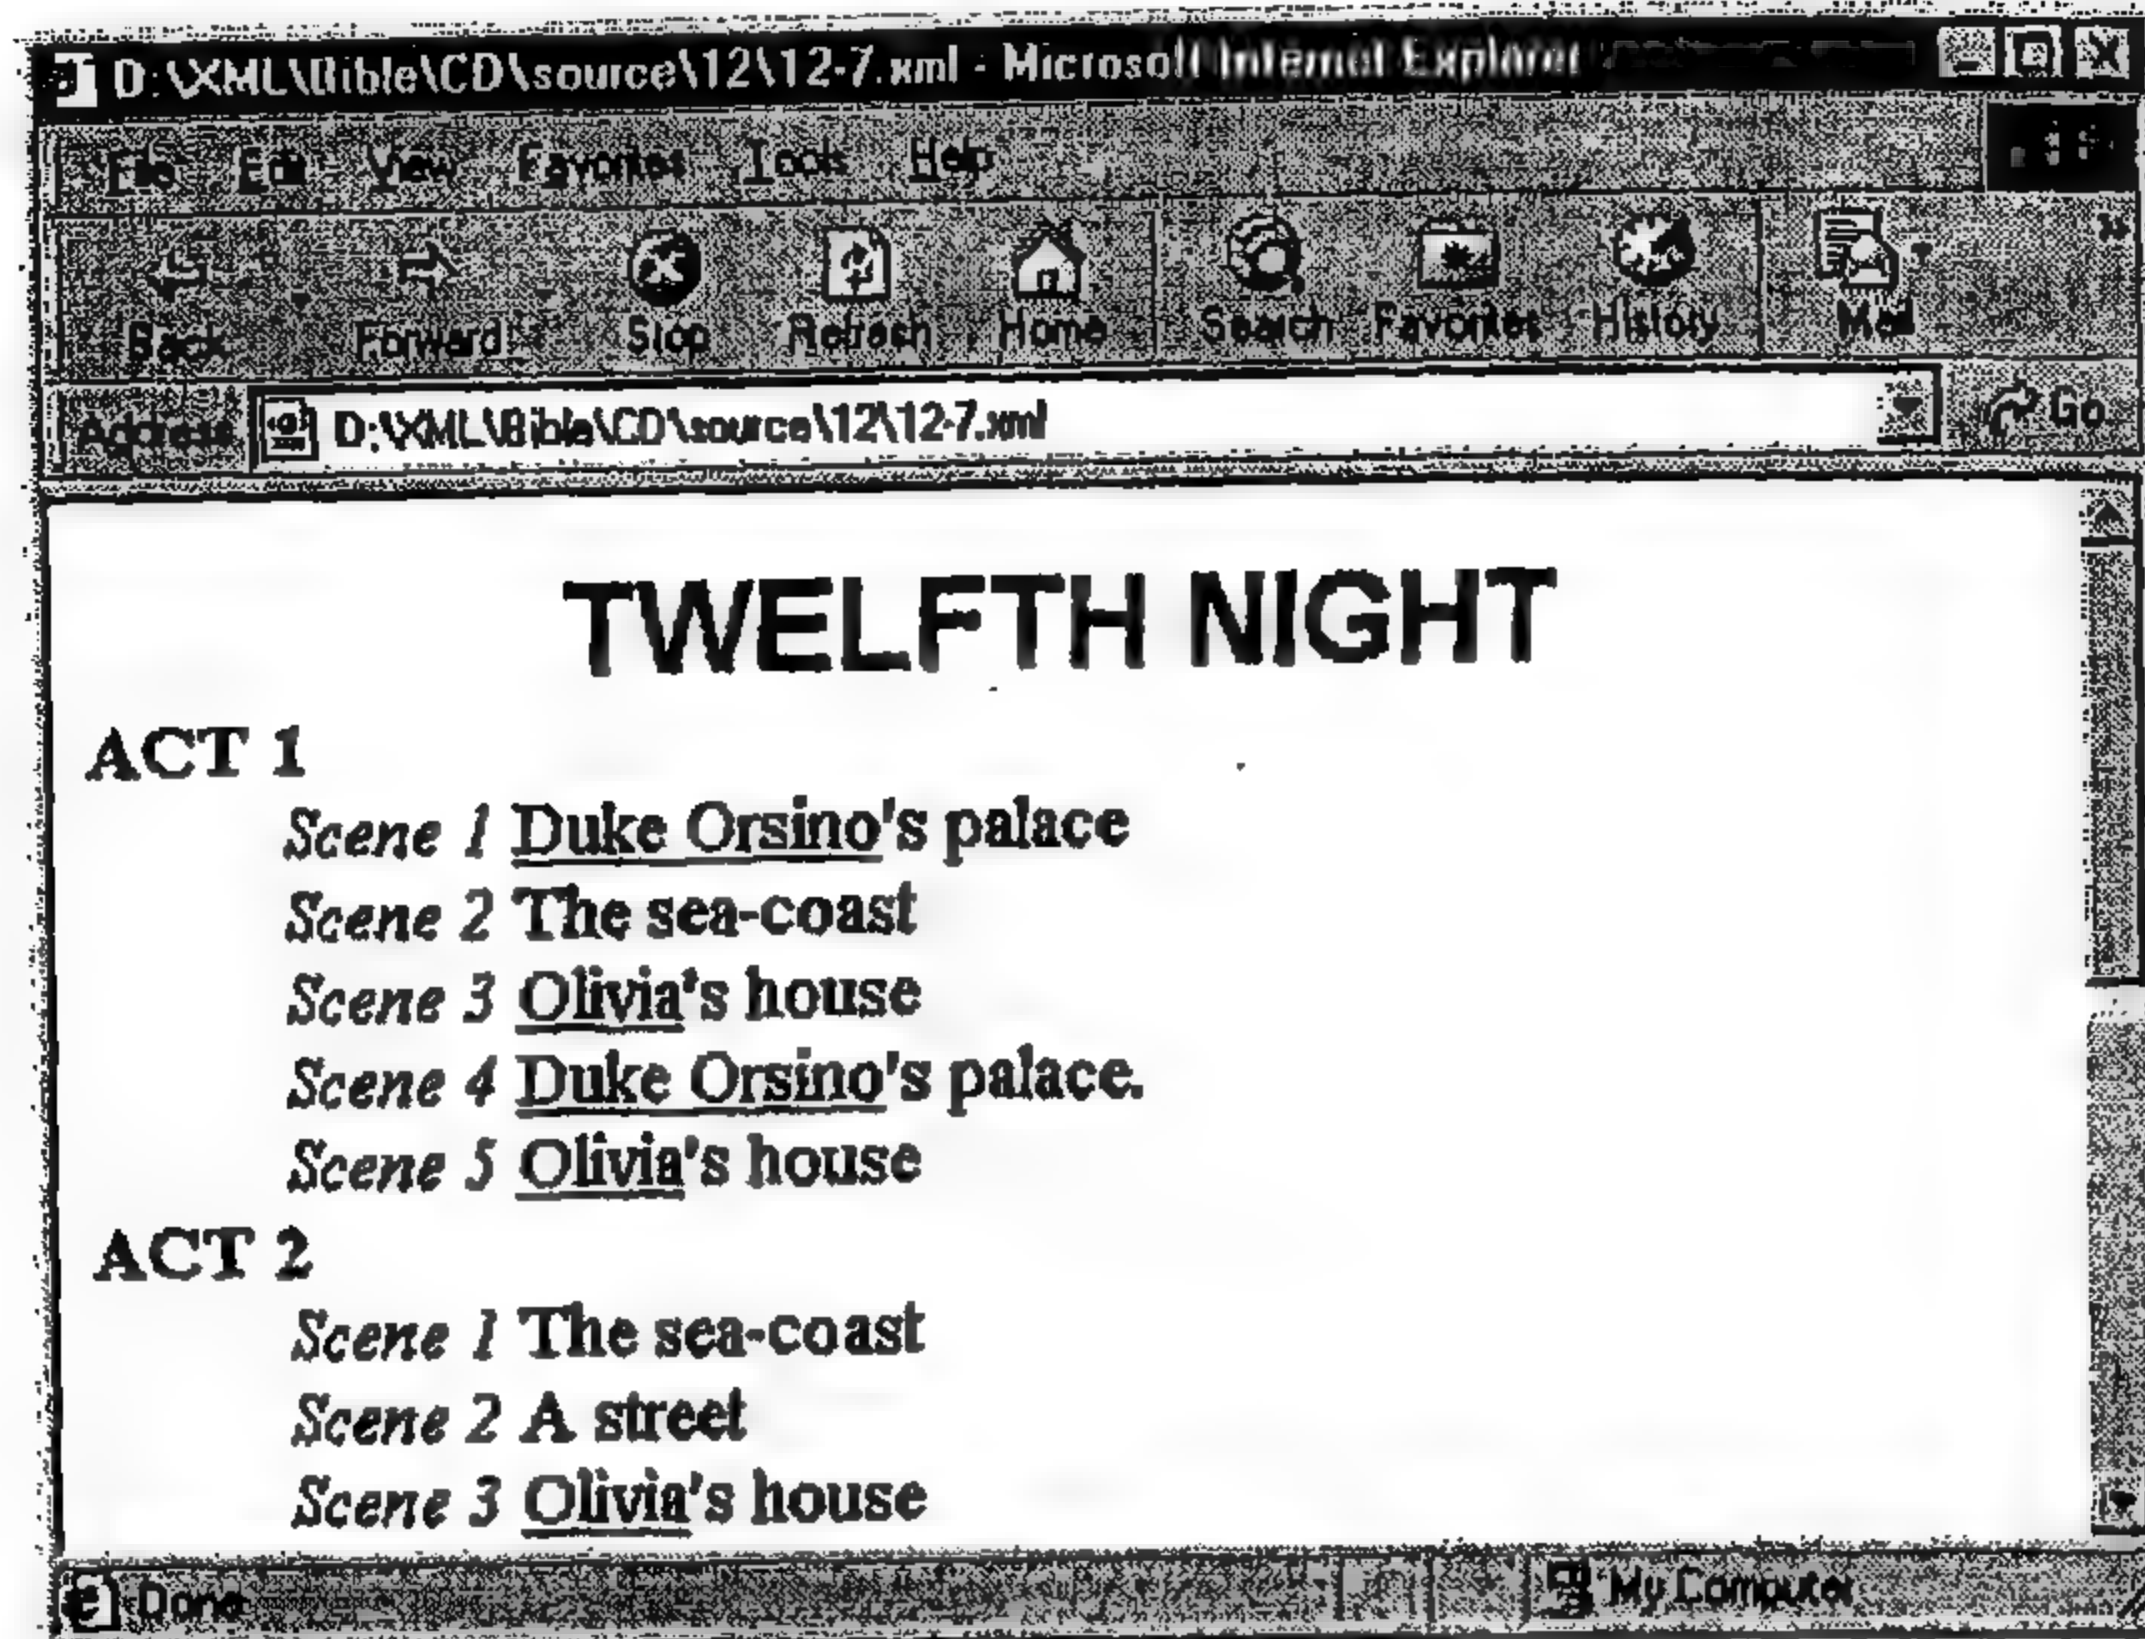 D:\XML\Bible\CD\source\12\12-7.xml - Microsoft Internet Explorer
File Edit View Favorites Tools Help
Back Forward Stop Refresh Home Search Favorites History Mail »
Address D:\XML\Bible\CD\source\12\12-7.xml Go
TWELFTH NIGHT
ACT 1
Scene 1 Duke Orsino's palace
Scene 2 The sea-coast
Scene 3 Olivia's house
Scene 4 Duke Orsino's palace.
Scene 5 Olivia's house
ACT 2
Scene 1 The sea-coast
Scene 2 A street
Scene 3 Olivia's house
Done My Computer